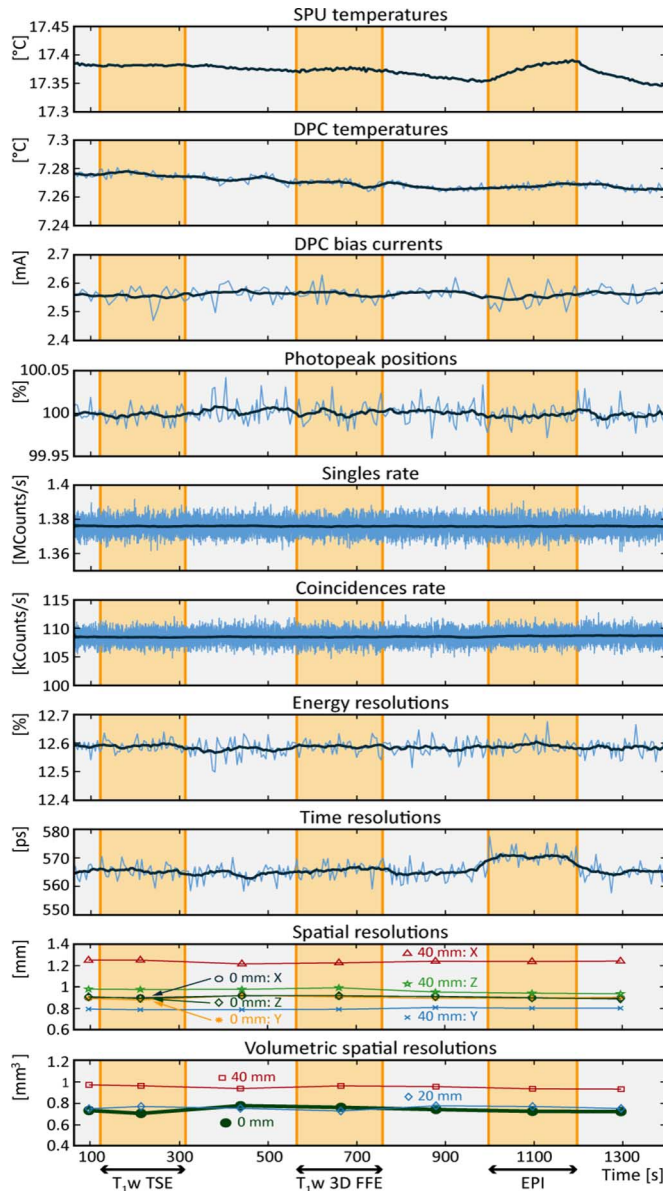 SPU temperatures
[°C]
17.45
17.4
17.35
17.3
DPC temperatures
[°C]
7.3
7.28
7.26
7.24
DPC bias currents
[mA]
2.7
2.6
2.5
2.4
Photopeak positions
[%]
100.05
100
99.95
Singles rate
[MCounts/s]
1.4
1.38
1.36
Coincidences rate
[kCounts/s]
115
110
105
100
Energy resolutions
[%]
12.7
12.6
12.5
12.4
Time resolutions
[ps]
580
570
560
550
Spatial resolutions
[mm]
1.4
1.2
1
0.8
0.6
0 mm: X
0 mm: Z
0 mm: Y
40 mm: X
40 mm: Z
40 mm: Y
Volumetric spatial resolutions
[mm³]
1.2
1
0.8
0.6
0.4
40 mm
20 mm
0 mm
100 300 500 700 900 1100 1300 Time [s]
T₁w TSE T₁w 3D FFE EPI